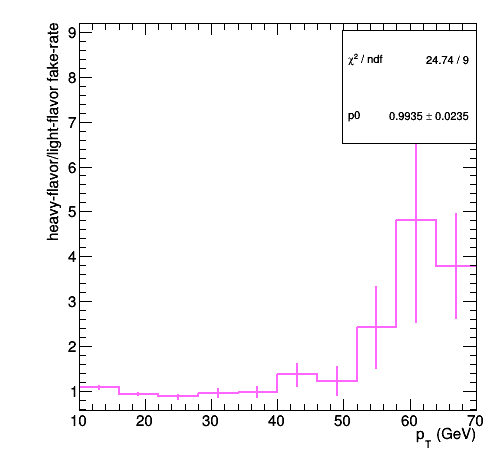 heavy-flavor/light-flavor fake-rate
9
8
7
6
5
4
3
2
1
χ² / ndf 24.74 / 9
p0 0.9935 ± 0.0235
10 20 30 40 50 60 70
p_T (GeV)